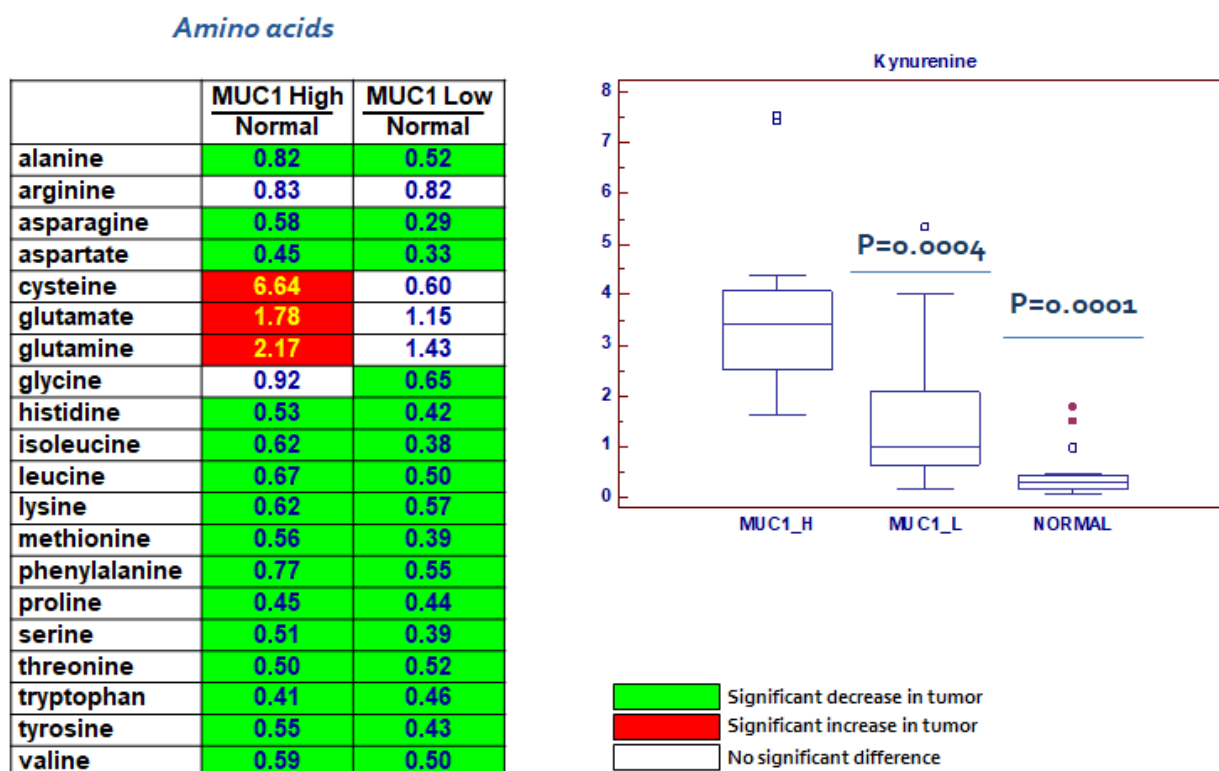 Amino acids
MUC1 High MUC1 Low
Normal Normal
alanine 0.82 0.52
arginine 0.83 0.82
asparagine 0.58 0.29
aspartate 0.45 0.33
cysteine 6.64 0.60
glutamate 1.78 1.15
glutamine 2.17 1.43
glycine 0.92 0.65
histidine 0.53 0.42
isoleucine 0.62 0.38
leucine 0.67 0.50
lysine 0.62 0.57
methionine 0.56 0.39
phenylalanine 0.77 0.55
proline 0.45 0.44
serine 0.51 0.39
threonine 0.50 0.52
tryptophan 0.41 0.46
tyrosine 0.55 0.43
valine 0.59 0.50
Kynurenine
8
7
6
5
4
3
2
1
0
P=0.0004
P=0.0001
MUC1_H MUC1_L NORMAL
Significant decrease in tumor
Significant increase in tumor
No significant difference